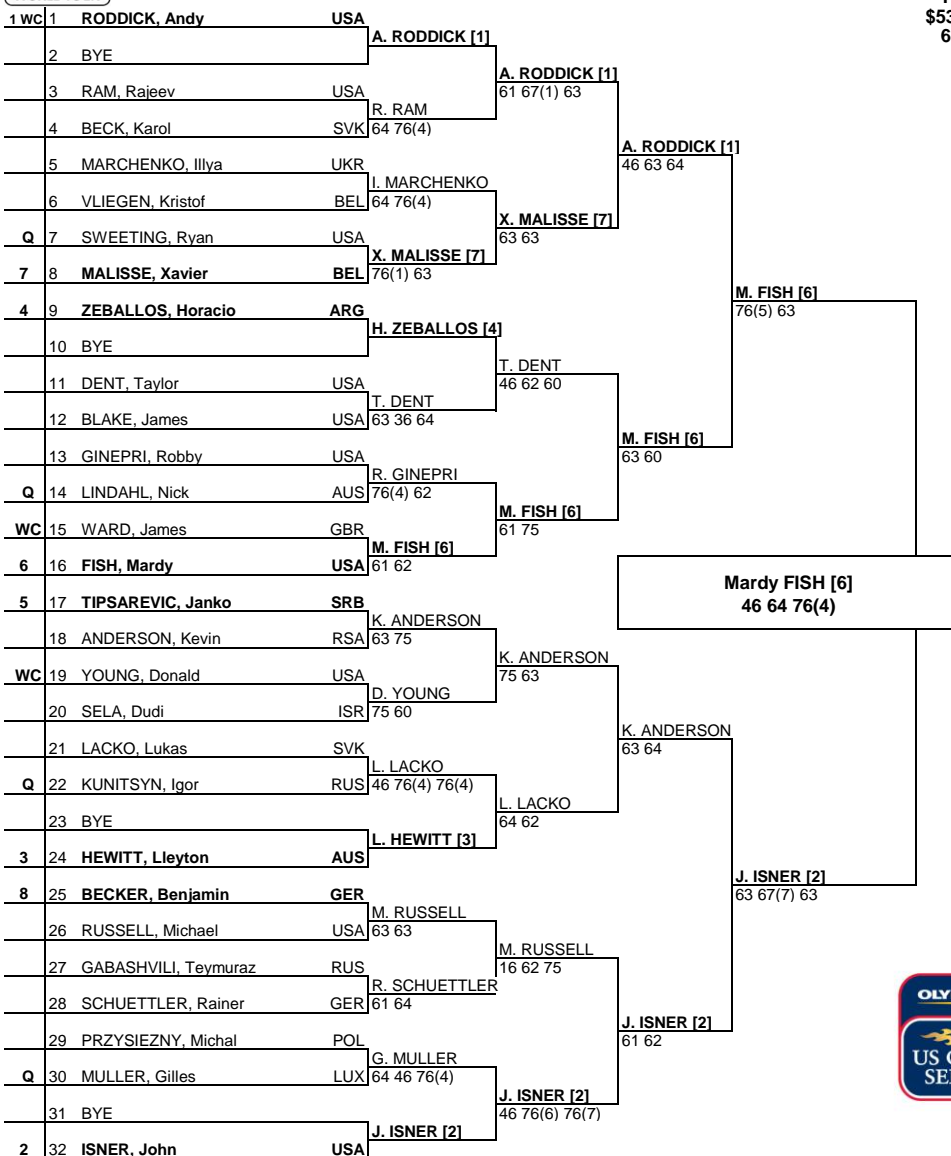 1 WC 1 RODDICK, Andy USA
2 BYE
3 RAM, Rajeev USA
4 BECK, Karol SVK
5 MARCHENKO, Illya UKR
6 VLIEGEN, Kristof BEL
Q 7 SWEETING, Ryan USA
7 8 MALISSE, Xavier BEL
4 9 ZEBALLOS, Horacio ARG
10 BYE
11 DENT, Taylor USA
12 BLAKE, James USA
13 GINEPRI, Robby USA
Q 14 LINDAHL, Nick AUS
WC 15 WARD, James GBR
6 16 FISH, Mardy USA
5 17 TIPSAREVIC, Janko SRB
18 ANDERSON, Kevin RSA
WC 19 YOUNG, Donald USA
20 SELA, Dudi ISR
21 LACKO, Lukas SVK
Q 22 KUNITSYN, Igor RUS
23 BYE
3 24 HEWITT, Lleyton AUS
8 25 BECKER, Benjamin GER
26 RUSSELL, Michael USA
27 GABASHVILI, Teymuraz RUS
28 SCHUETTLER, Rainer GER
29 PRZYSIEZNY, Michal POL
Q 30 MULLER, Gilles LUX
31 BYE
2 32 ISNER, John USA
A. RODDICK [1]
R. RAM
64 76(4)
I. MARCHENKO
64 76(4)
X. MALISSE [7]
76(1) 63
H. ZEBALLOS [4]
T. DENT
63 36 64
R. GINEPRI
76(4) 62
M. FISH [6]
61 62
K. ANDERSON
63 75
D. YOUNG
75 60
L. LACKO
46 76(4) 76(4)
L. HEWITT [3]
M. RUSSELL
63 63
R. SCHUETTLER
61 64
G. MULLER
64 46 76(4)
J. ISNER [2]
A. RODDICK [1]
61 67(1) 63
X. MALISSE [7]
63 63
T. DENT
46 62 60
M. FISH [6]
61 75
K. ANDERSON
75 63
L. LACKO
64 62
M. RUSSELL
16 62 75
J. ISNER [2]
46 76(6) 76(7)
A. RODDICK [1]
46 63 64
M. FISH [6]
63 60
K. ANDERSON
63 64
J. ISNER [2]
61 62
M. FISH [6]
76(5) 63
J. ISNER [2]
63 67(7) 63
Mardy FISH [6]
46 64 76(4)
$53
6
OLY
US
SE